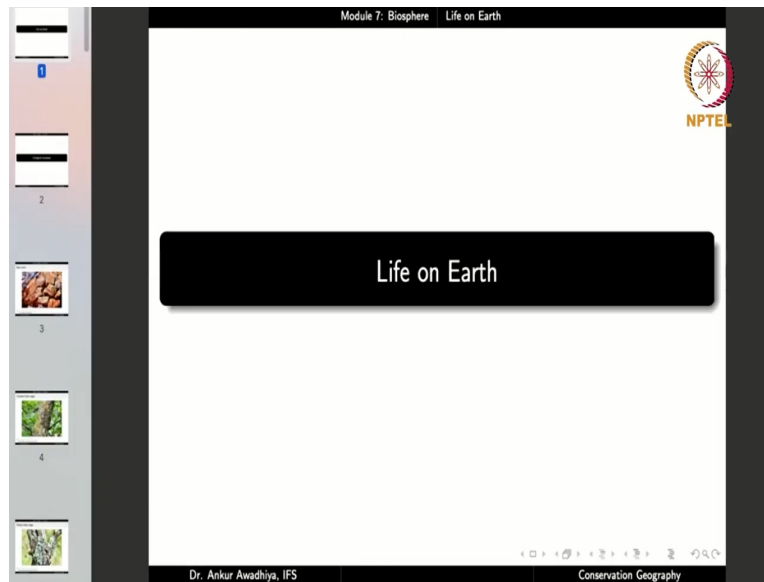 Module 7: Biosphere Life on Earth
NPTEL
1
2
3
4
Life on Earth
Dr. Ankur Awadhiya, IFS Conservation Geography